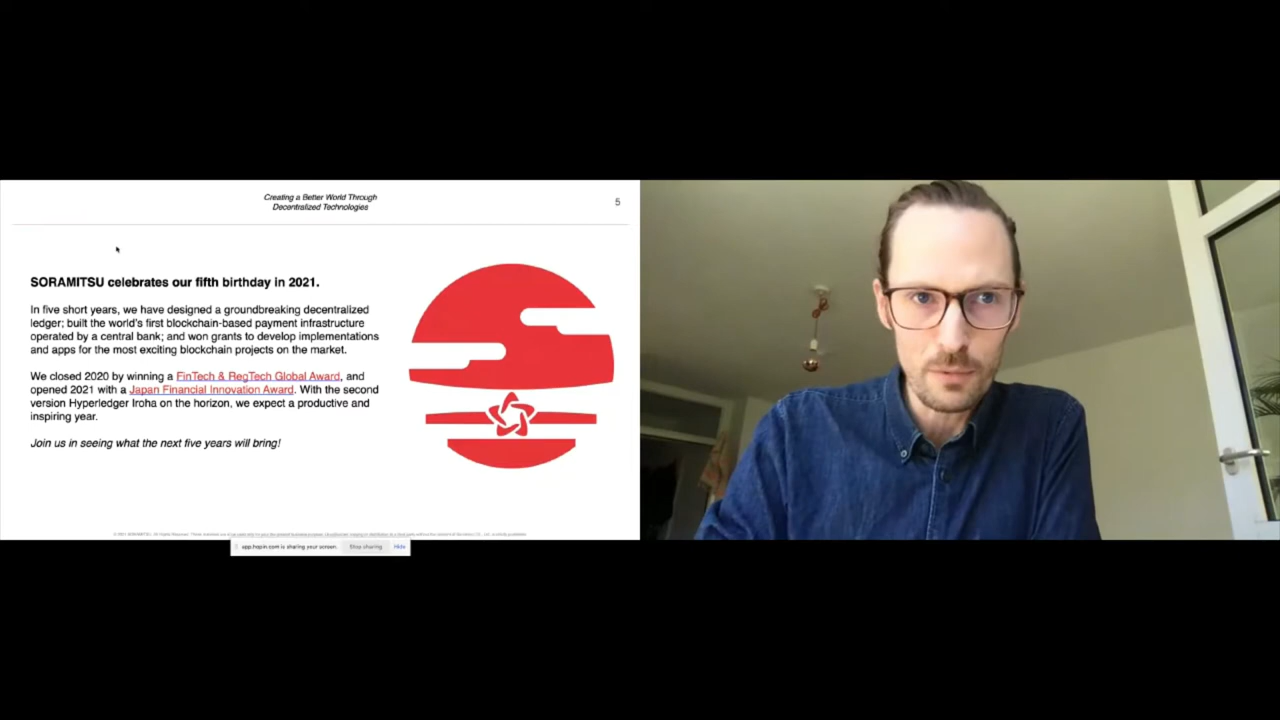 Creating a Better World Through
Decentralized Technologies
5
SORAMITSU celebrates our fifth birthday in 2021.
In five short years, we have designed a groundbreaking decentralized
ledger; built the world's first blockchain-based payment infrastructure
operated by a central bank; and won grants to develop implementations
and apps for the most exciting blockchain projects on the market.
We closed 2020 by winning a FinTech & RegTech Global Award, and
opened 2021 with a Japan Financial Innovation Award. With the second
version Hyperledger Iroha on the horizon, we expect a productive and
inspiring year.
Join us in seeing what the next five years will bring!
app.hopin.com is sharing your screen.
Stop sharing
Hide